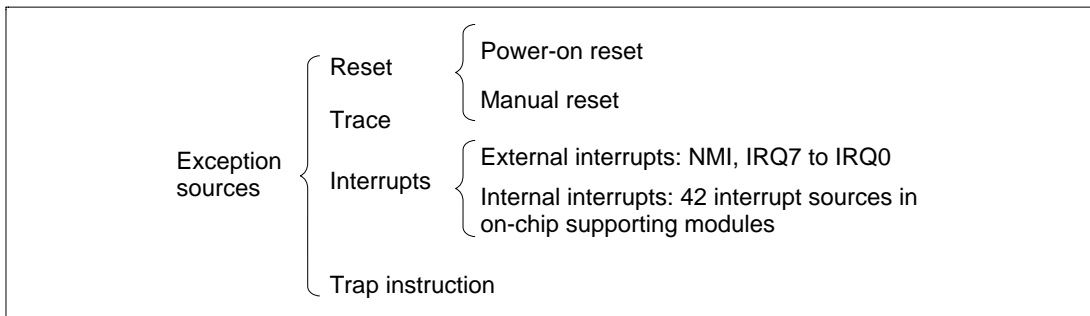 Exception
sources
Reset
Power-on reset
Manual reset
Trace
Interrupts
External interrupts: NMI, IRQ7 to IRQ0
Internal interrupts: 42 interrupt sources in
on-chip supporting modules
Trap instruction